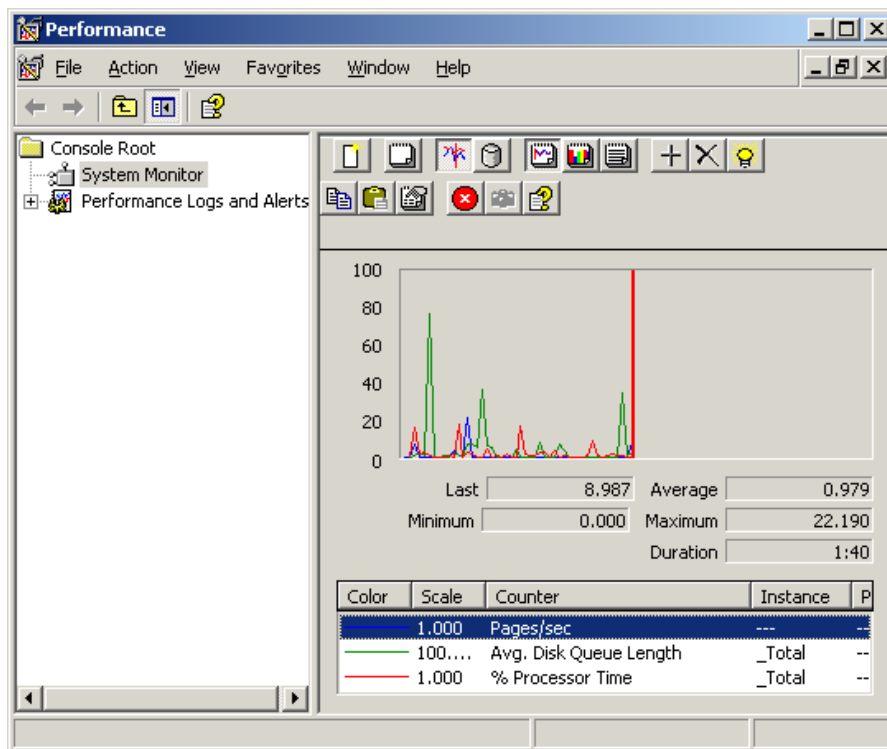 Performance
File Action View Favorites Window Help
Console Root
System Monitor
Performance Logs and Alerts
100
80
60
40
20
0
Last 8.987 Average 0.979
Minimum 0.000 Maximum 22.190
Duration 1:40
Color Scale Counter Instance P
1.000 Pages/sec --- --
100.... Avg. Disk Queue Length _Total --
1.000 % Processor Time _Total --